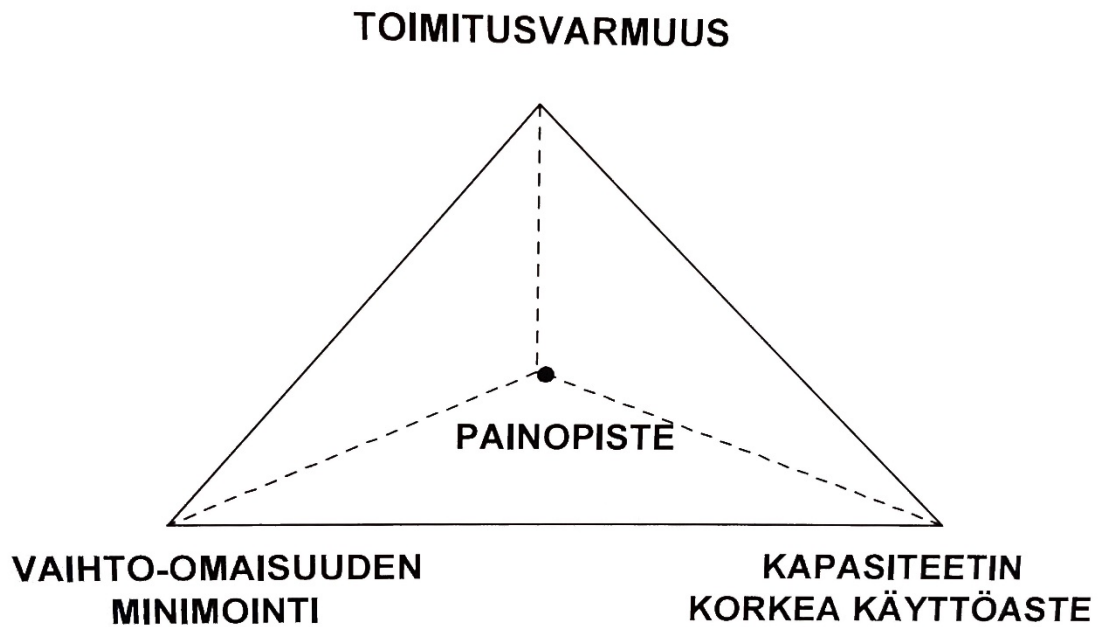 TOIMITUSVARMUUS
PAINOPISTE
VAIHTO-OMAISUUDEN
MINIMOINTI
KAPASITEETIN
KORKEA KÄYTTÖASTE